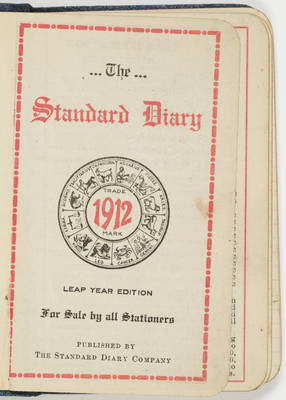 ...The...
Standard Diary
TRADE
1912
MARK
LEAP YEAR EDITION
For Sale by all Stationers
PUBLISHED BY
THE STANDARD DIARY COMPANY